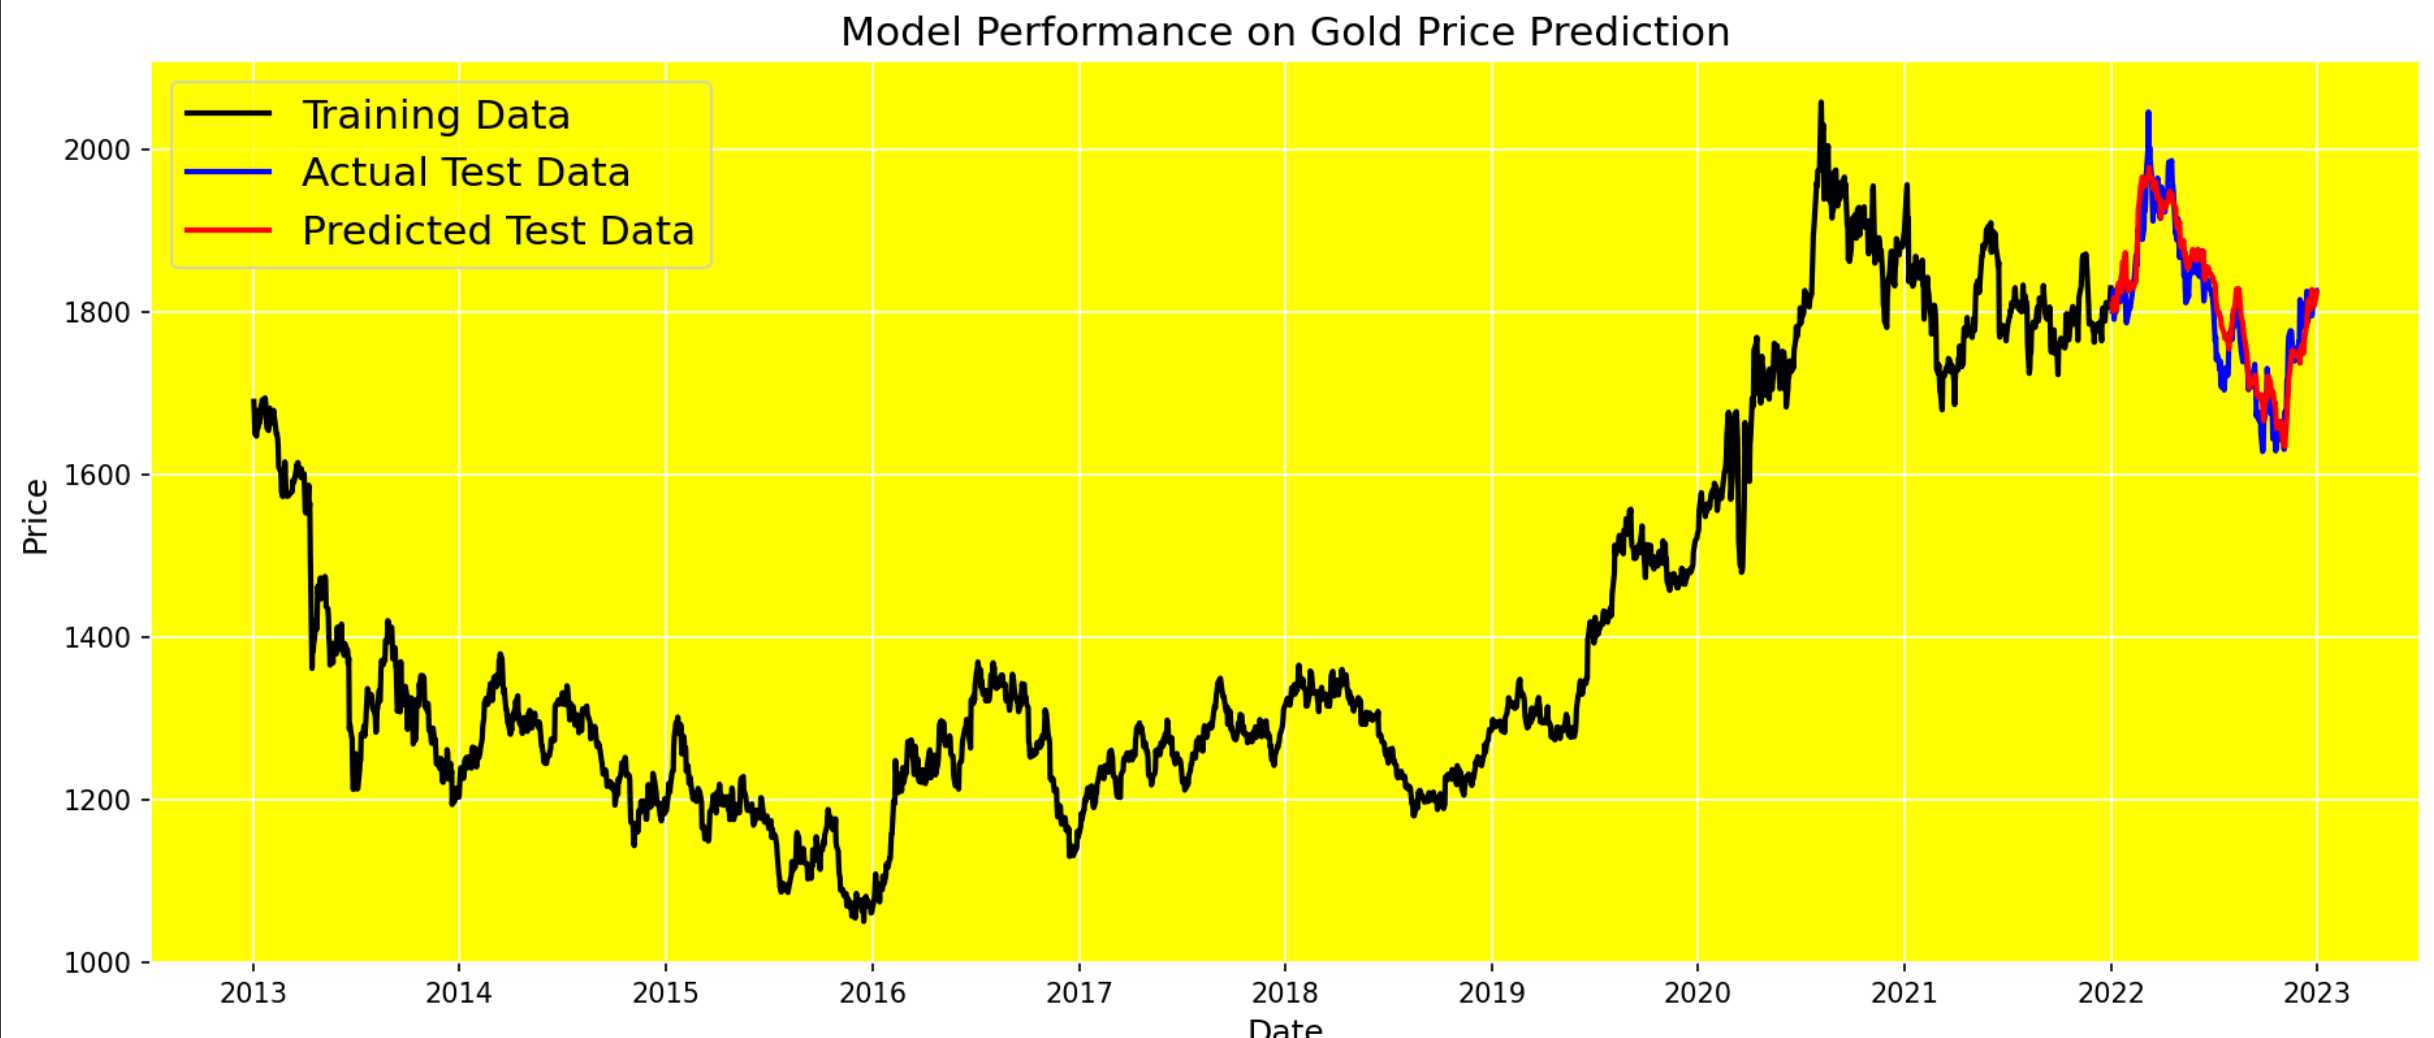 Model Performance on Gold Price Prediction
Training Data
Actual Test Data
Predicted Test Data
Price
2000
1800
1600
1400
1200
1000
2013 2014 2015 2016 2017 2018 2019 2020 2021 2022 2023
Date